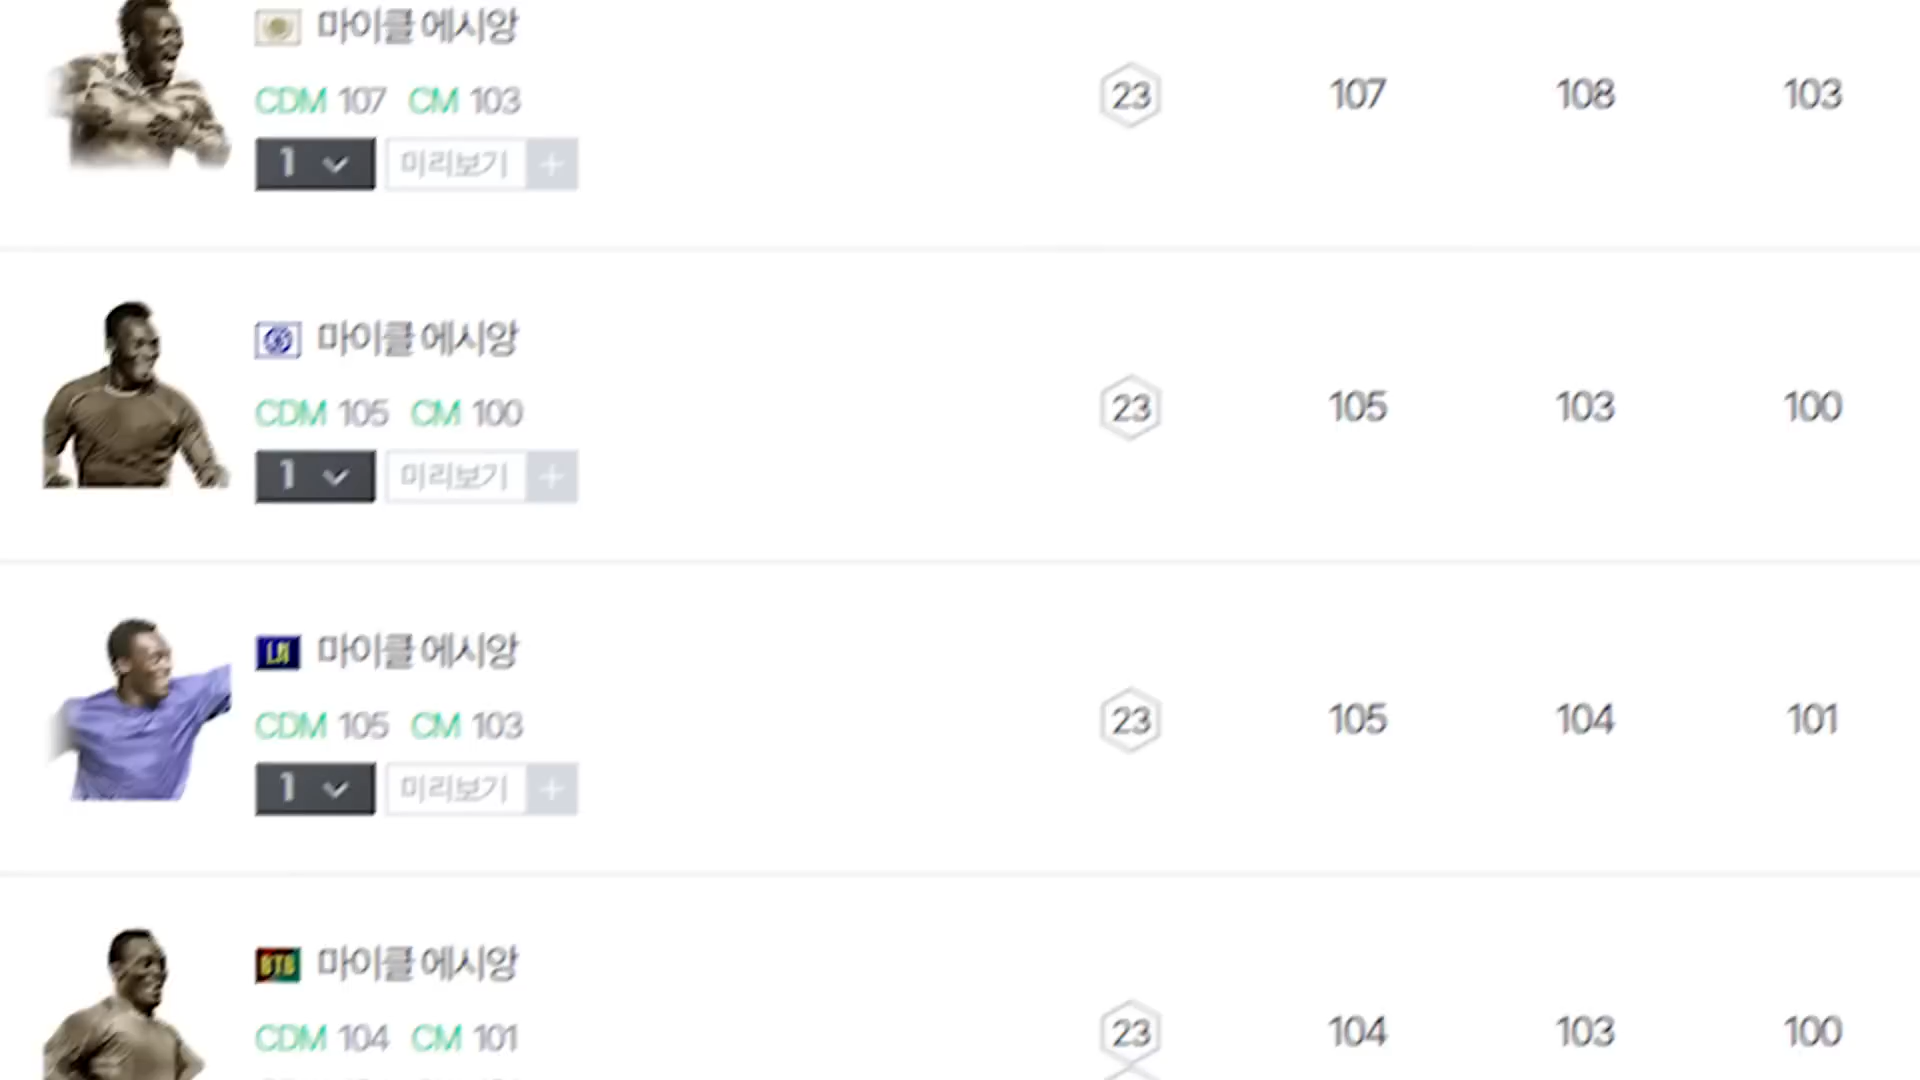 마이클 에시앙
CDM 107 CM 103
23 107 108 103
1 미리보기 +
마이클 에시앙
CDM 105 CM 100
23 105 103 100
1 미리보기 +
LN 마이클 에시앙
CDM 105 CM 103
23 105 104 101
1 미리보기 +
BTB 마이클 에시앙
CDM 104 CM 101
23 104 103 100